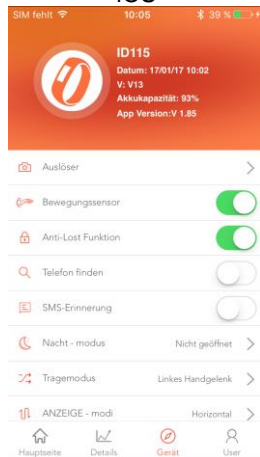 SIM fehlt 10:05 39 %
ID115
Datum: 17/01/17 10:02
V: V13
Akkukapazität: 93%
App Version:V 1.85
Auslöser
Bewegungssensor
Anti-Lost Funktion
Telefon finden
SMS-Erinnerung
Nacht - modus Nicht geöffnet
Tragemodus Linkes Handgelenk
ANZEIGE - modi Horizontal
Hauptseite Details Gerät User